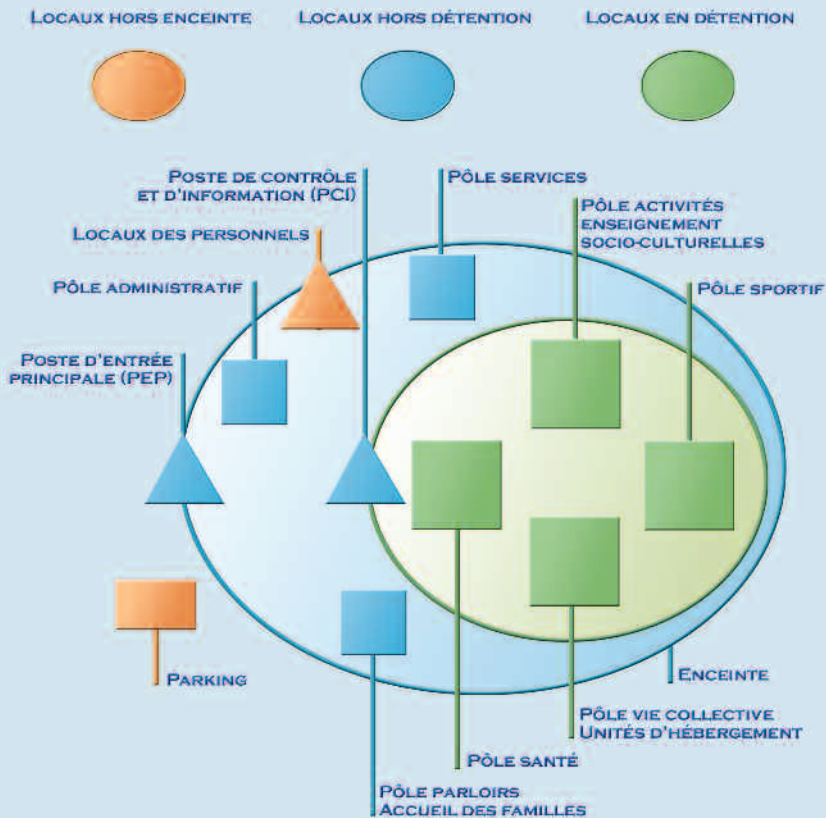 LOCAUX HORS ENCEINTE
LOCAUX HORS DÉTENTION
LOCAUX EN DÉTENTION
POSTE DE CONTRÔLE
ET D'INFORMATION (PCI)
PÔLE SERVICES
PÔLE ACTIVITÉS
ENSEIGNEMENT
SOCIO-CULTURELLES
LOCAUX DES PERSONNELS
PÔLE ADMINISTRATIF
PÔLE SPORTIF
POSTE D'ENTRÉE
PRINCIPALE (PEP)
PARKING
ENCEINTE
PÔLE VIE COLLECTIVE
UNITÉS D'HÉBERGEMENT
PÔLE SANTÉ
PÔLE PARLOIRS
ACCUEIL DES FAMILLES